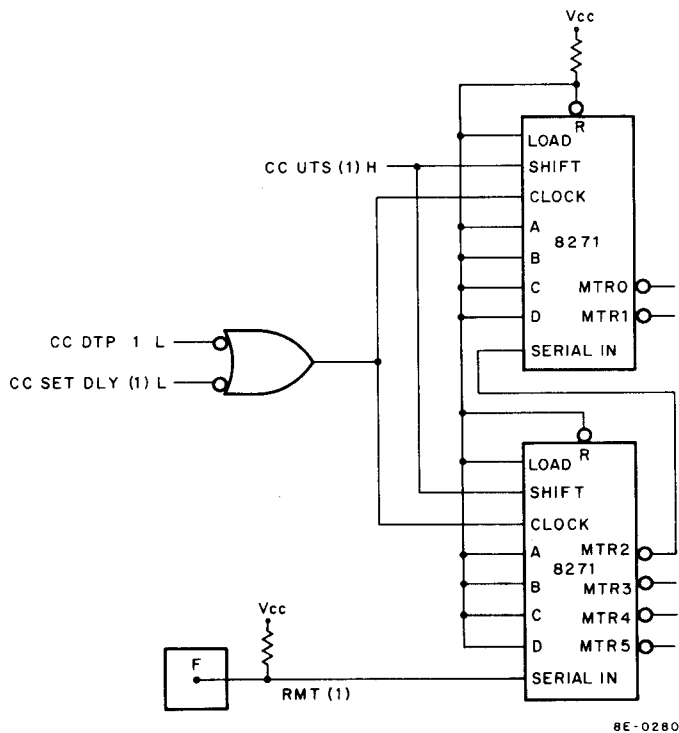 Vcc
R
LOAD
CC UTS (1) H
SHIFT
CLOCK
A
8271
B
C
MTR0
D
MTR1
CC DTP 1 L
SERIAL IN
CC SET DLY (1) L
R
LOAD
SHIFT
CLOCK
A
MTR2
8271
B
MTR3
C
MTR4
D
MTR5
Vcc
F
SERIAL IN
RMT (1)
8E-0280